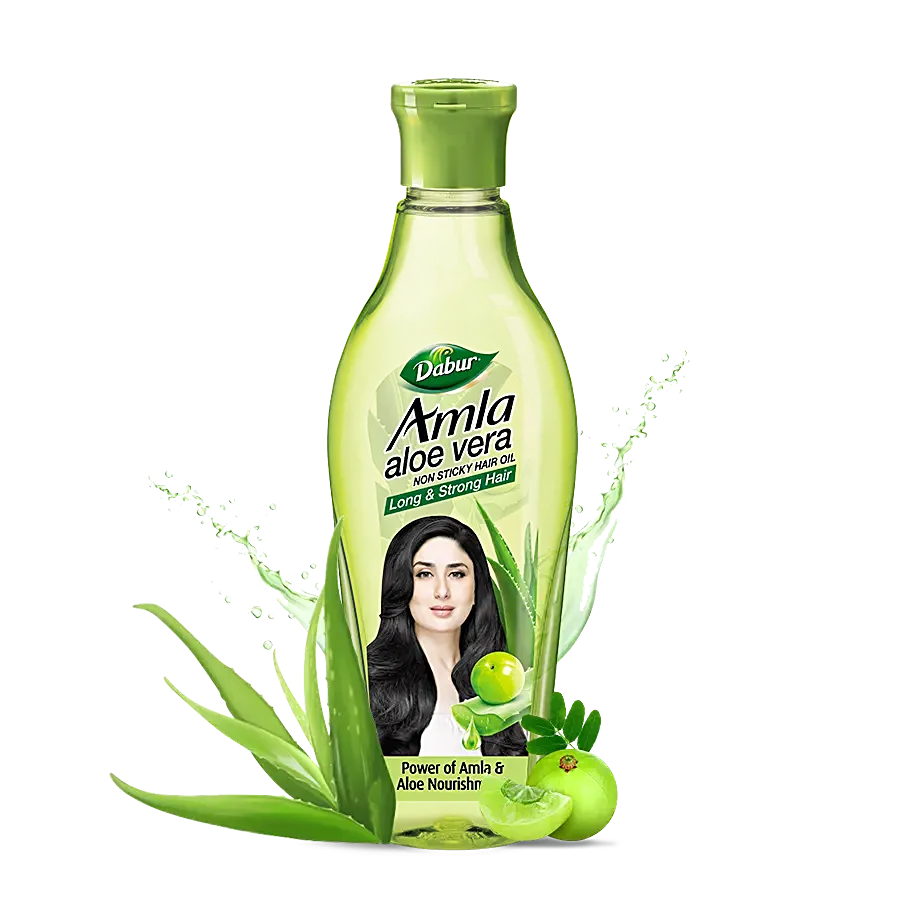 Dabur
Amla
aloe vera
NON STICKY HAIR OIL
Long & Strong Hair
Power of Amla &
Aloe Nourishm